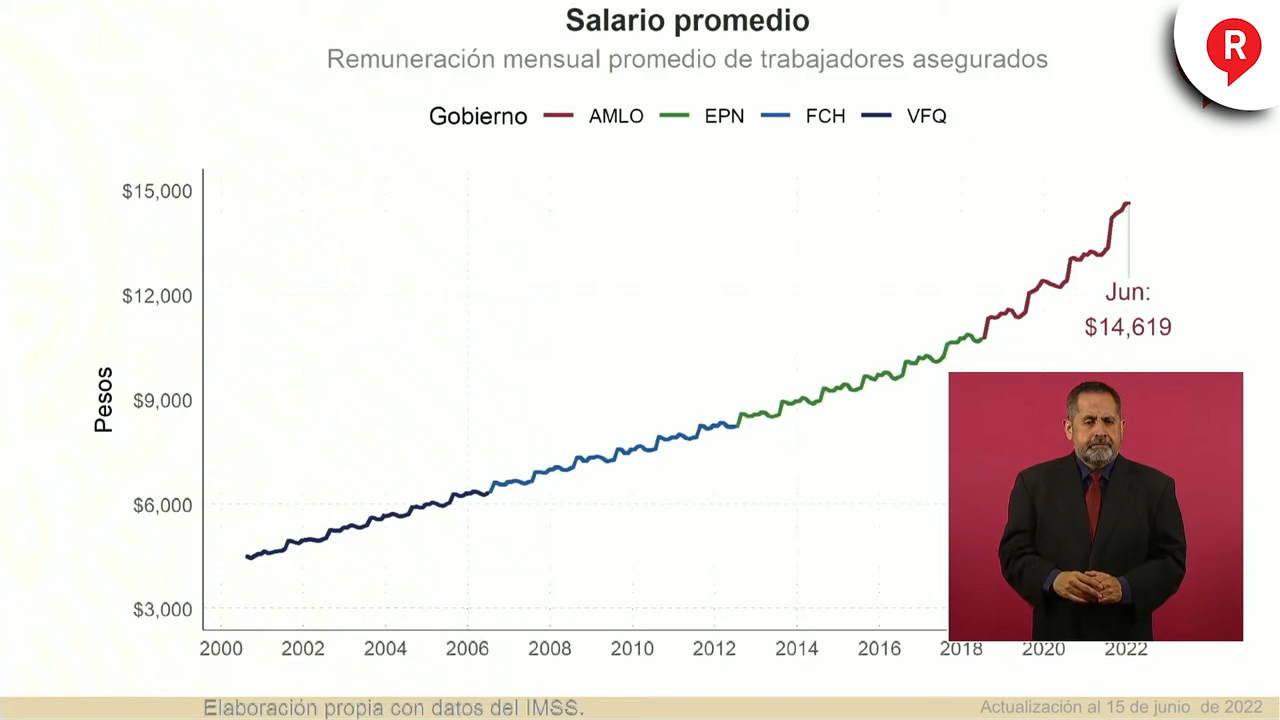 Salario promedio
R
Remuneración mensual promedio de trabajadores asegurados
Gobierno AMLO EPN FCH VFQ
$15,000
$12,000
$9,000
$6,000
$3,000
Pesos
Jun:
$14,619
2000 2002 2004 2006 2008 2010 2012 2014 2016 2018 2020 2022
Elaboración propia con datos del IMSS.
Actualización al 15 de junio de 2022